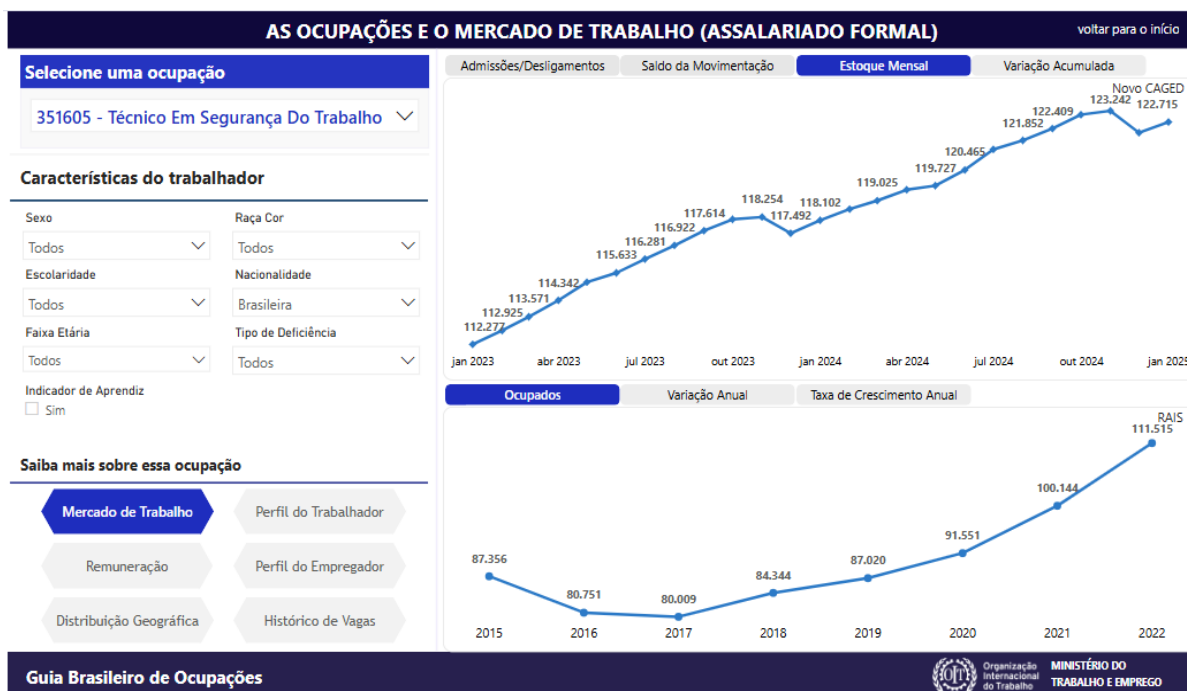 AS OCUPAÇÕES E O MERCADO DE TRABALHO (ASSALARIADO FORMAL)
voltar para o início
Selecione uma ocupação
351605 - Técnico Em Segurança Do Trabalho
Características do trabalhador
Sexo
Raça Cor
Todos
Todos
Escolaridade
Nacionalidade
Todos
Brasileira
Faixa Etária
Tipo de Deficiência
Todos
Todos
Indicador de Aprendiz
Sim
Saiba mais sobre essa ocupação
Mercado de Trabalho
Perfil do Trabalhador
Remuneração
Perfil do Empregador
Distribuição Geográfica
Histórico de Vagas
Admissões/Desligamentos
Saldo da Movimentação
Estoque Mensal
Variação Acumulada
Novo CAGED
112.277
112.925
113.571
114.342
115.633
116.281
116.922
117.614
118.254
117.492
118.102
119.025
119.727
120.465
121.852
122.409
123.242
122.715
jan 2023
abr 2023
jul 2023
out 2023
jan 2024
abr 2024
jul 2024
out 2024
jan 2025
Ocupados
Variação Anual
Taxa de Crescimento Anual
RAIS
87.356
80.751
80.009
84.344
87.020
91.551
100.144
111.515
2015
2016
2017
2018
2019
2020
2021
2022
Guia Brasileiro de Ocupações
OIT
Organização
Internacional
do Trabalho
MINISTÉRIO DO
TRABALHO E EMPREGO